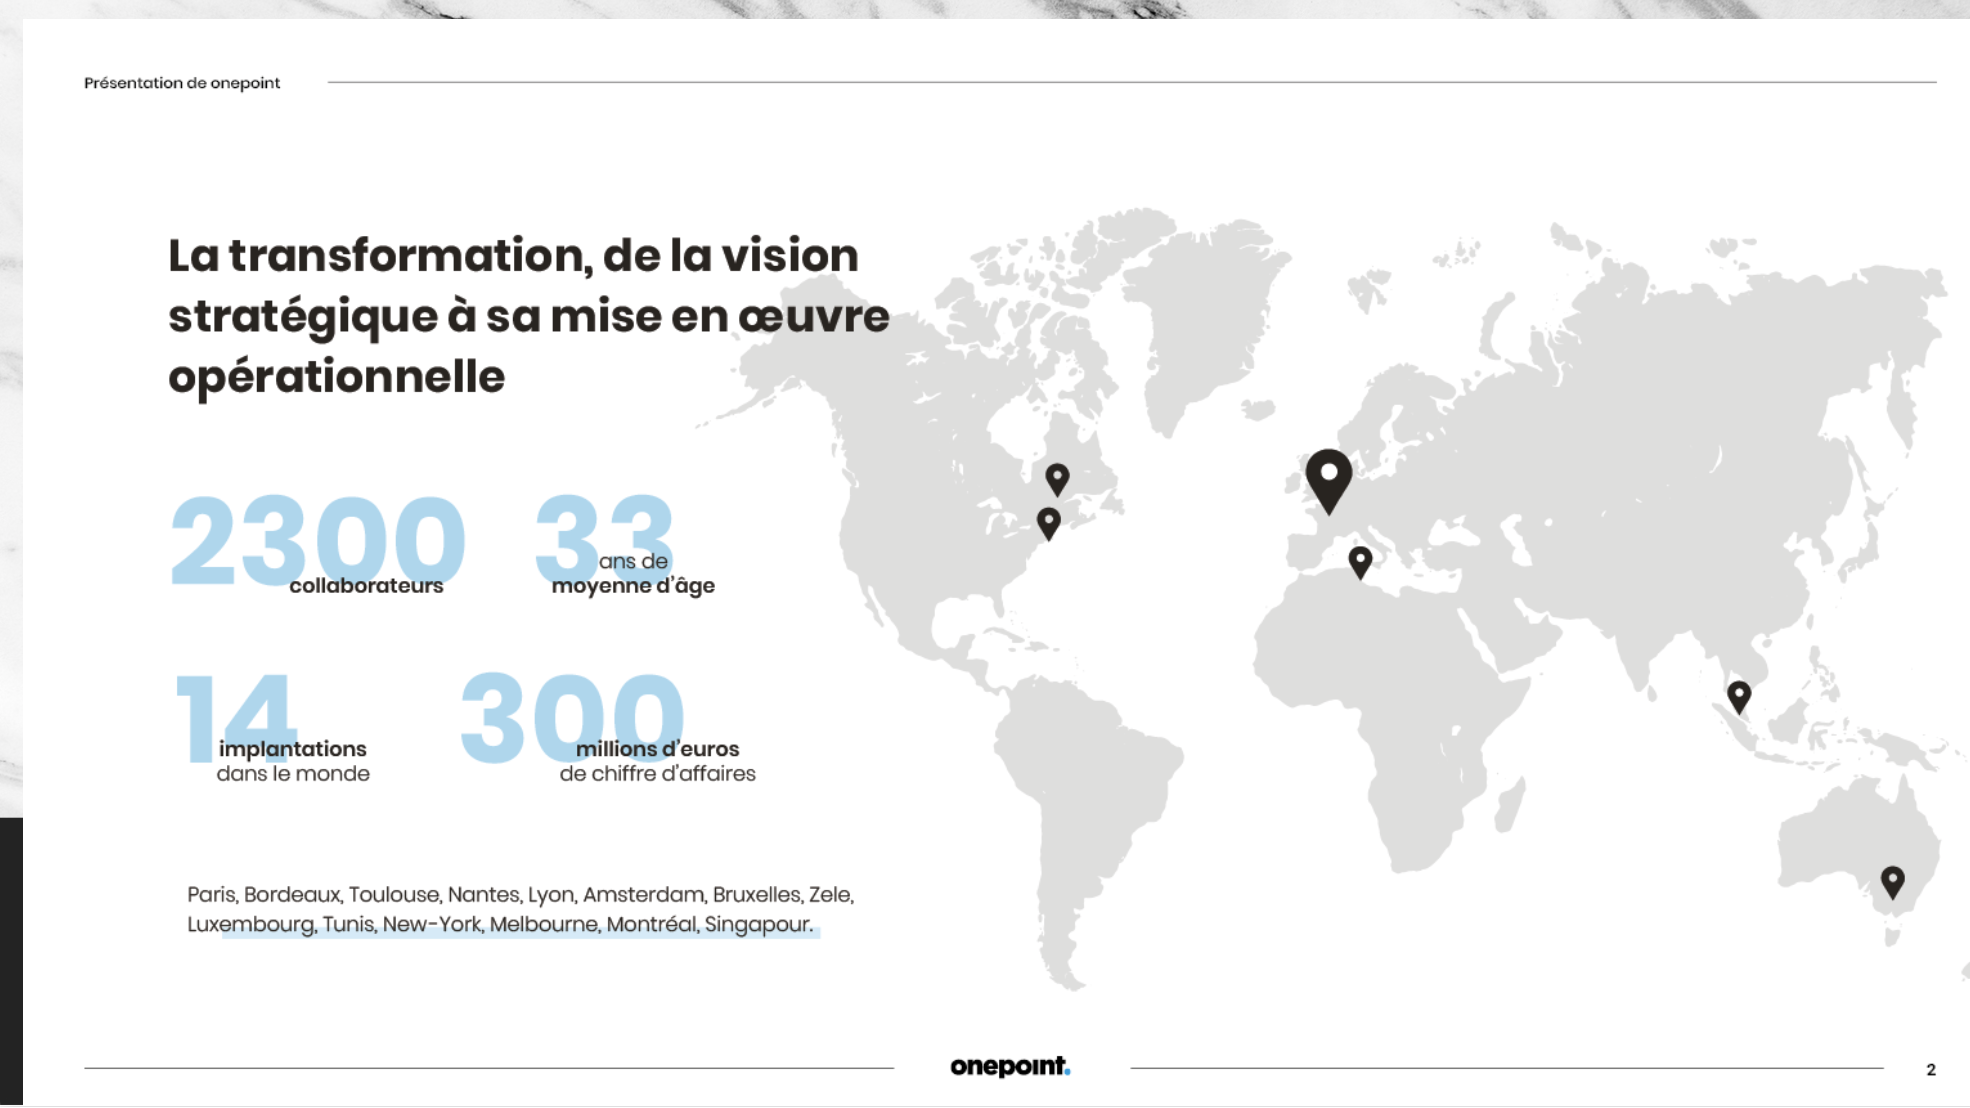 Présentation de onepoint
La transformation, de la vision
stratégique à sa mise en œuvre
opérationnelle
2300
collaborateurs
33
ans de
moyenne d'âge
14
implantations
dans le monde
300
millions d'euros
de chiffre d'affaires
Paris, Bordeaux, Toulouse, Nantes, Lyon, Amsterdam, Bruxelles, Zele,
Luxembourg, Tunis, New-York, Melbourne, Montréal, Singapour.
onepoint.
2